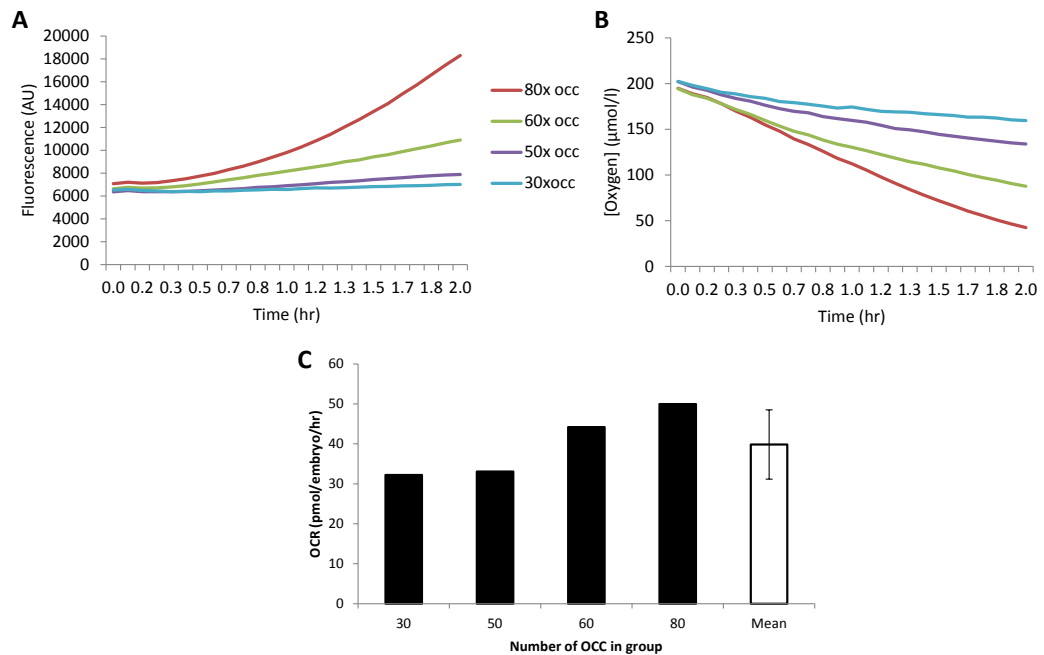 A
20000
18000
16000
14000
12000
10000
8000
6000
4000
2000
0
Fluorescence (AU)
0.0 0.2 0.3 0.5 0.7 0.8 1.0 1.2 1.3 1.5 1.7 1.8 2.0
Time (hr)
80x occ
60x occ
50x occ
30xocc
B
250
200
150
100
50
0
[Oxygen] (µmol/l)
0.0 0.2 0.3 0.5 0.7 0.8 1.0 1.2 1.3 1.5 1.7 1.8 2.0
Time (hr)
C
60
50
40
30
20
10
0
OCR (pmol/embryo/hr)
30 50 60 80 Mean
Number of OCC in group